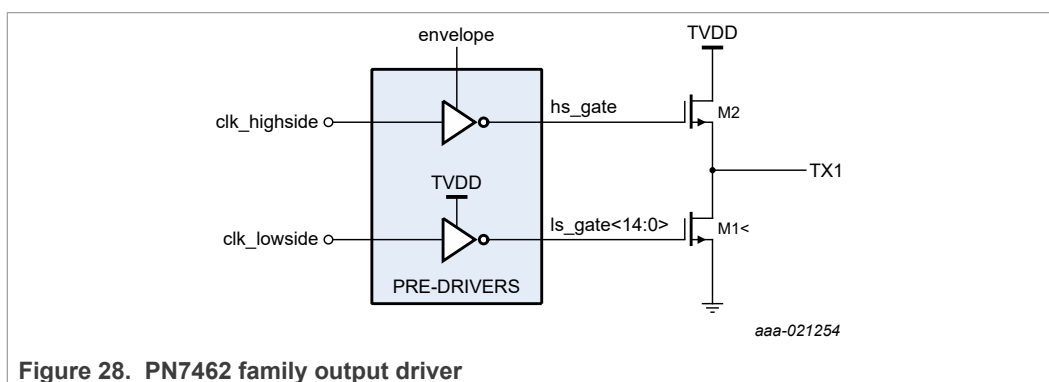 envelope
TVDD
clk_highside
hs_gate
M2
TX1
TVDD
clk_lowside
ls_gate<14:0>
M1<
PRE-DRIVERS
aaa-021254
Figure 28. PN7462 family output driver